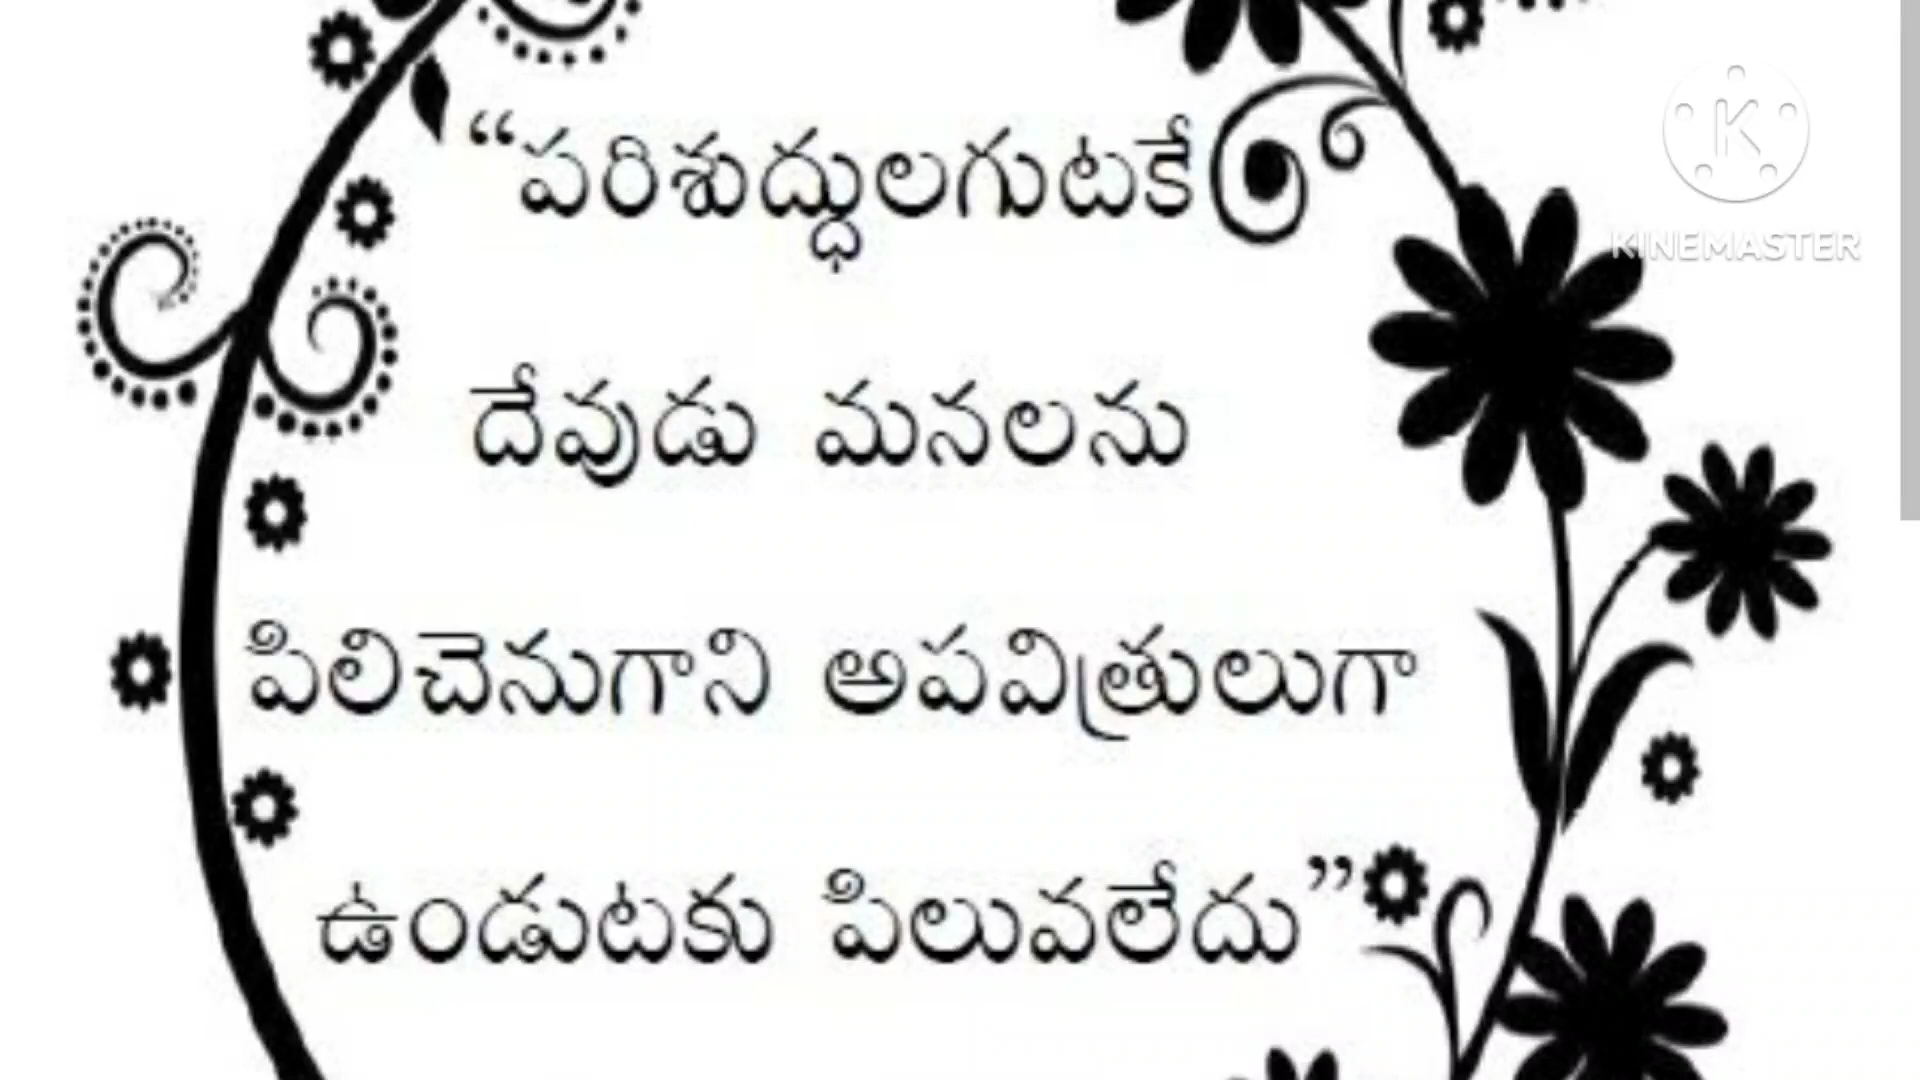 “పరిశుద్ధులగుటకే
దేవుడు మనలను
పిలిచెనుగాని అపవిత్రులుగా
ఉండుటకు పిలువలేదు”
KINEMASTER